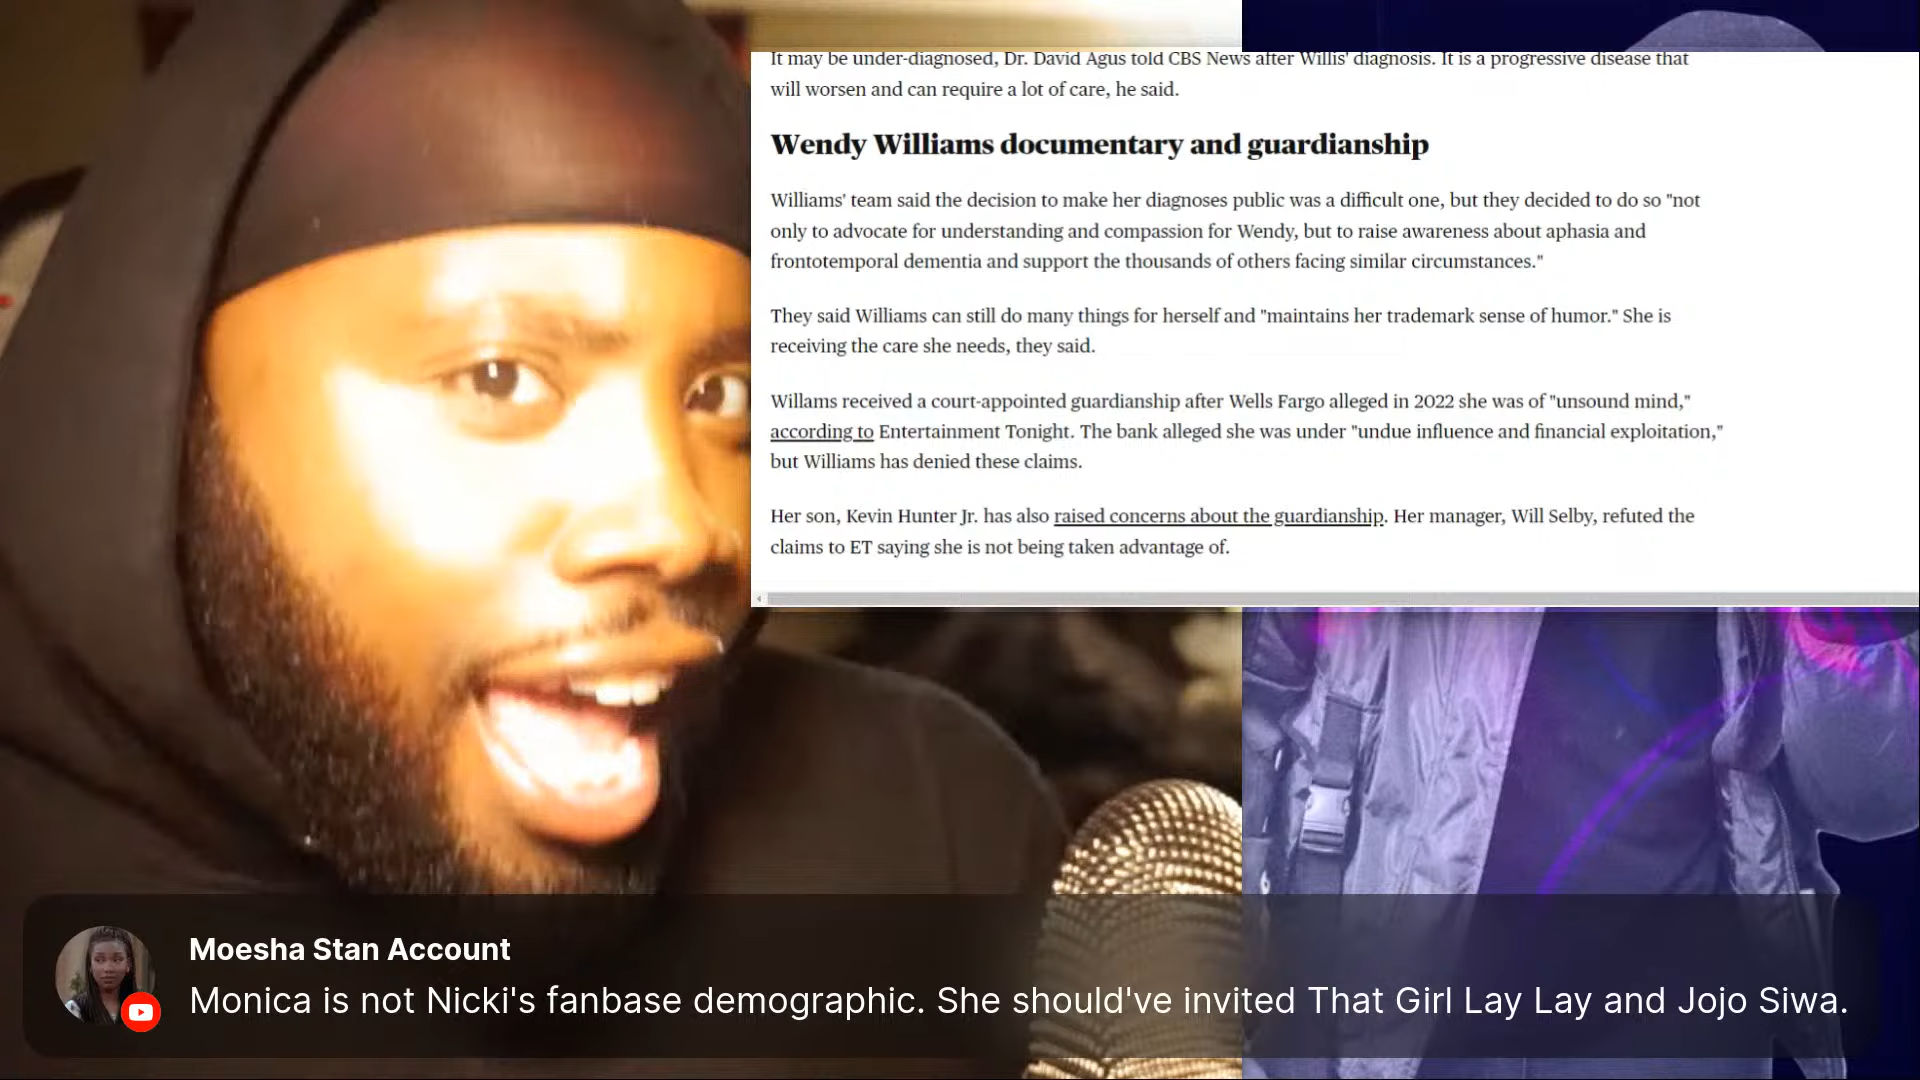 It may be under-diagnosed, Dr. David Agus told CBS News after Willis' diagnosis. It is a progressive disease that
will worsen and can require a lot of care, he said.
Wendy Williams documentary and guardianship
Williams' team said the decision to make her diagnoses public was a difficult one, but they decided to do so "not
only to advocate for understanding and compassion for Wendy, but to raise awareness about aphasia and
frontotemporal dementia and support the thousands of others facing similar circumstances."
They said Williams can still do many things for herself and "maintains her trademark sense of humor." She is
receiving the care she needs, they said.
Willams received a court-appointed guardianship after Wells Fargo alleged in 2022 she was of "unsound mind,"
according to Entertainment Tonight. The bank alleged she was under "undue influence and financial exploitation,"
but Williams has denied these claims.
Her son, Kevin Hunter Jr. has also raised concerns about the guardianship. Her manager, Will Selby, refuted the
claims to ET saying she is not being taken advantage of.
Moesha Stan Account
Monica is not Nicki's fanbase demographic. She should've invited That Girl Lay Lay and Jojo Siwa.